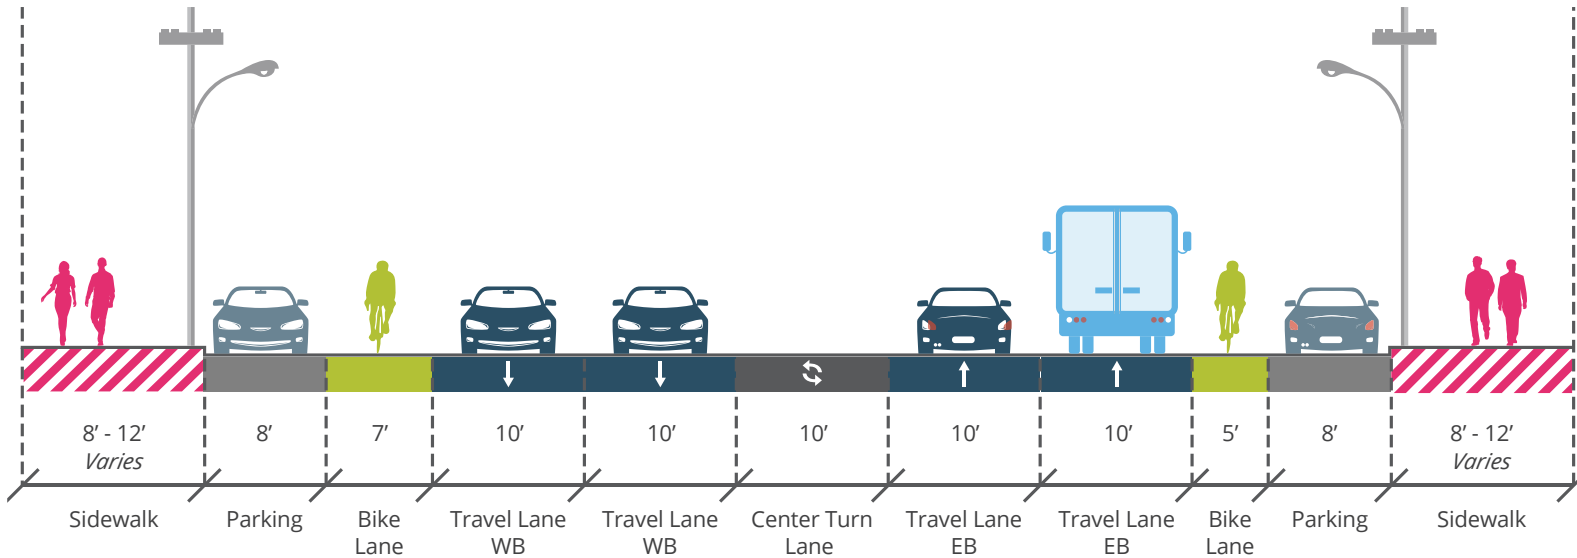 8’ - 12’
Varies
8’
7’
10’
10’
10’
10’
10’
5’
8’
8’ - 12’
Varies
Sidewalk
Parking
Bike
Lane
Travel Lane
WB
Travel Lane
WB
Center Turn
Lane
Travel Lane
EB
Travel Lane
EB
Bike
Lane
Parking
Sidewalk